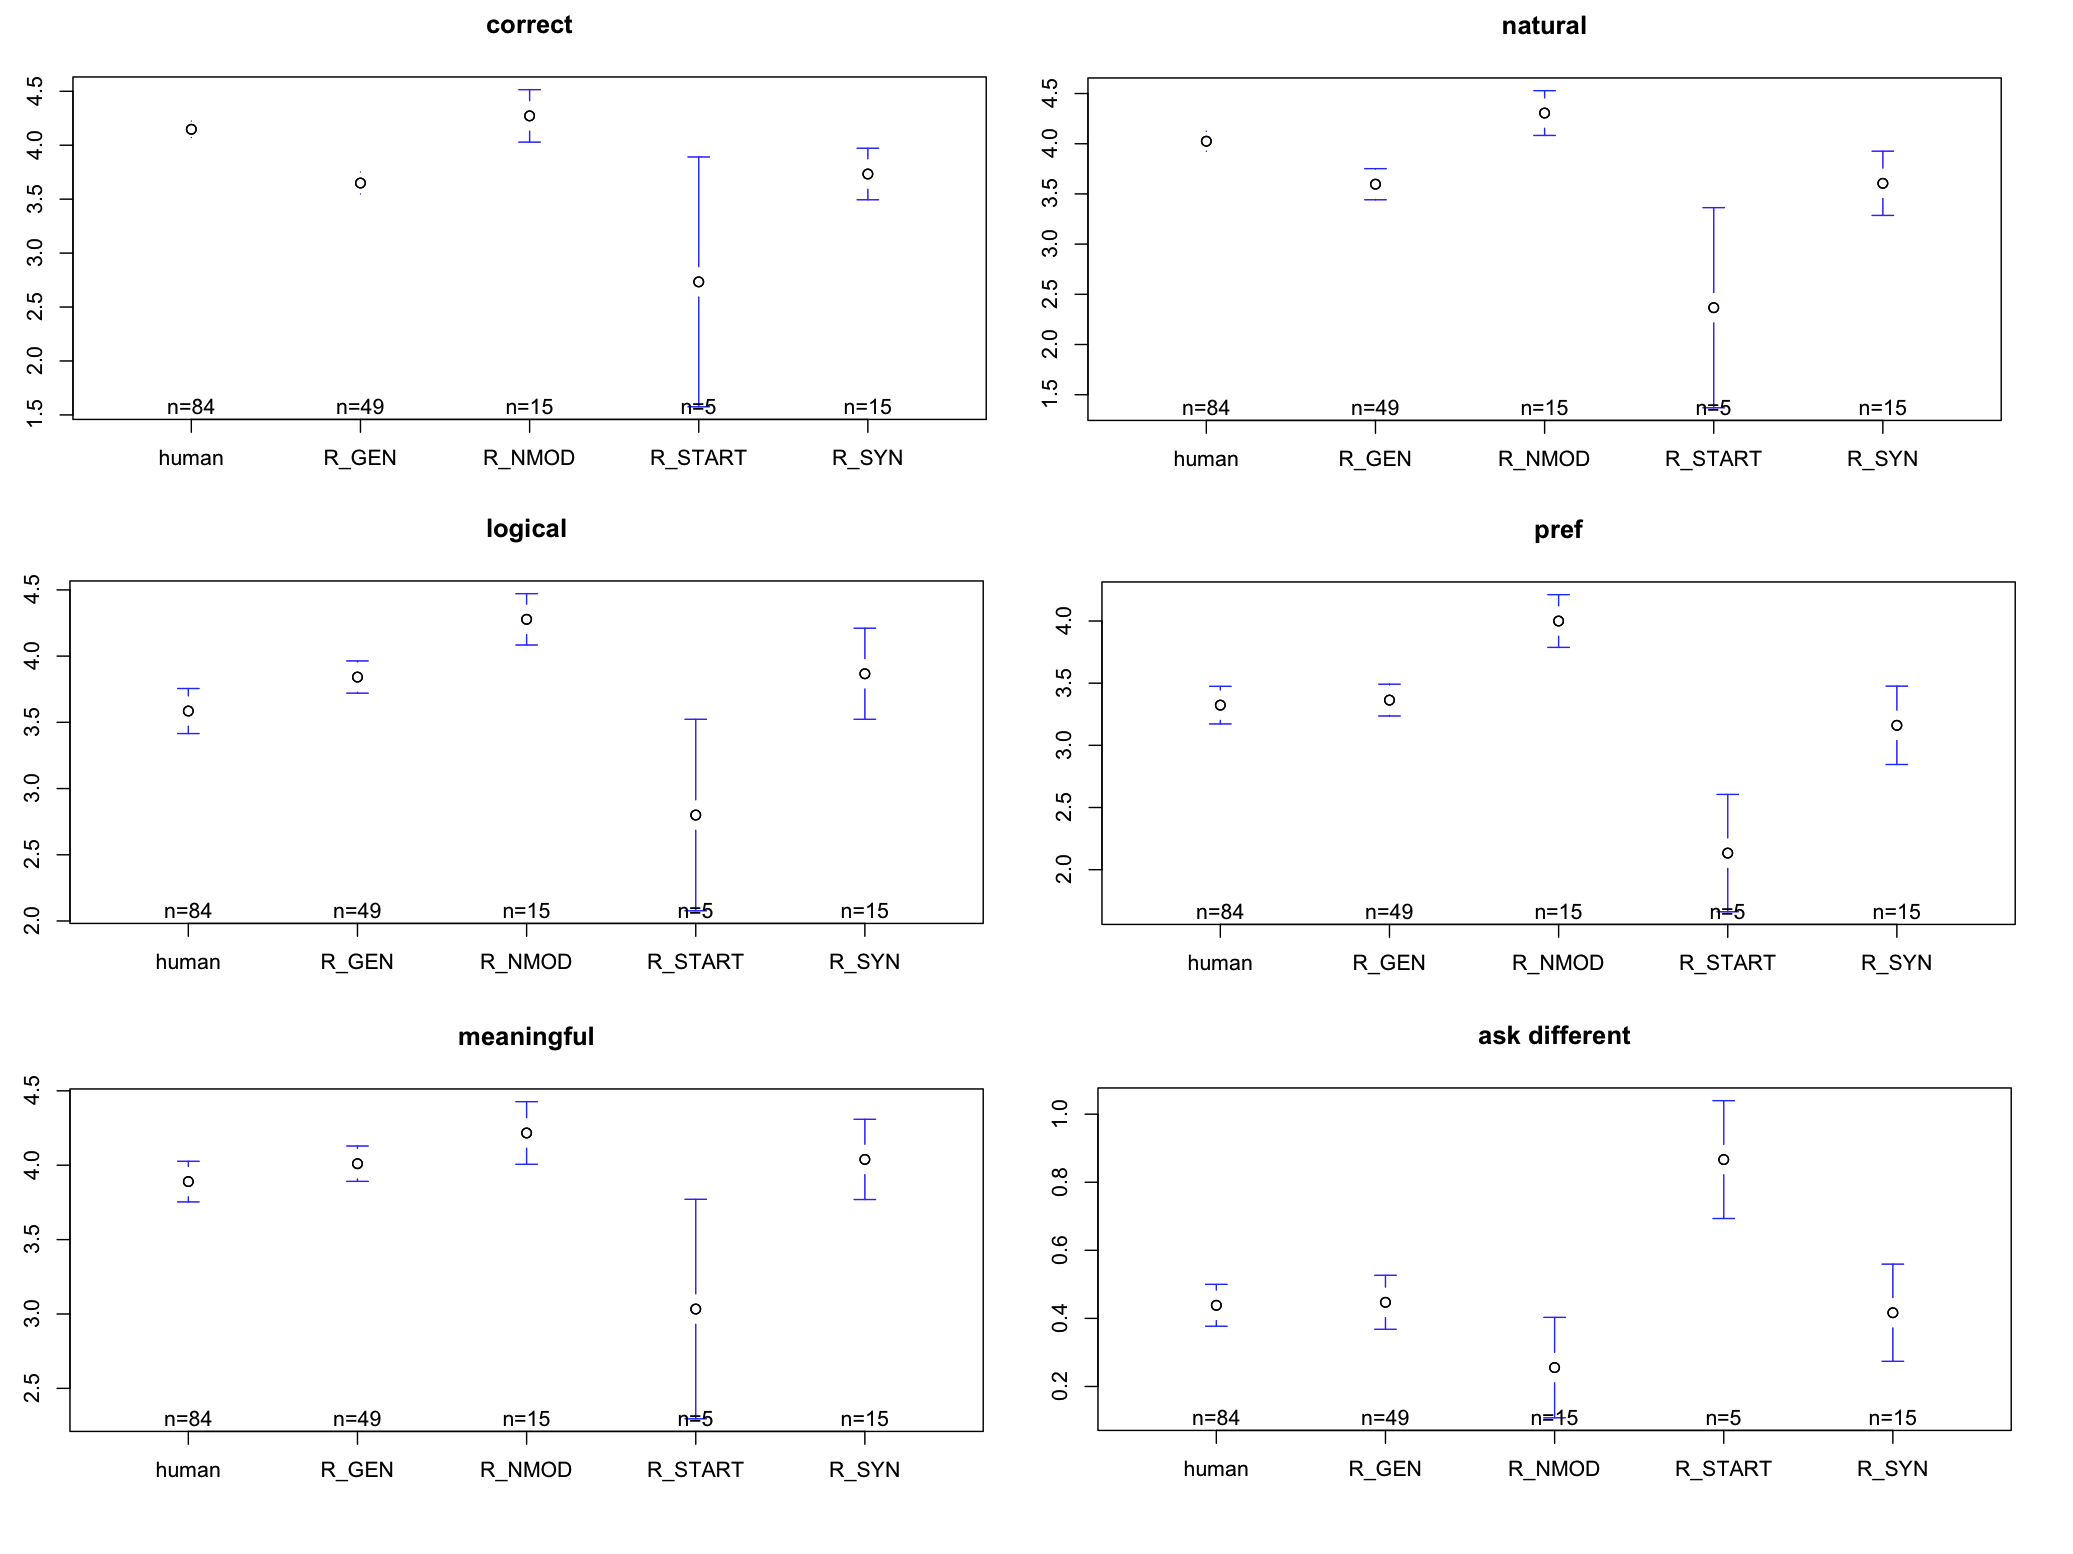 correct
4.5
4.0
3.5
3.0
2.5
2.0
1.5
n=84 n=49 n=15 n=5 n=15
human R_GEN R_NMOD R_START R_SYN
natural
4.5
4.0
3.5
3.0
2.5
2.0
1.5
n=84 n=49 n=15 n=5 n=15
human R_GEN R_NMOD R_START R_SYN
logical
4.5
4.0
3.5
3.0
2.5
2.0
n=84 n=49 n=15 n=5 n=15
human R_GEN R_NMOD R_START R_SYN
pref
4.0
3.5
3.0
2.5
2.0
n=84 n=49 n=15 n=5 n=15
human R_GEN R_NMOD R_START R_SYN
meaningful
4.5
4.0
3.5
3.0
2.5
n=84 n=49 n=15 n=5 n=15
human R_GEN R_NMOD R_START R_SYN
ask different
1.0
0.8
0.6
0.4
0.2
n=84 n=49 n=15 n=5 n=15
human R_GEN R_NMOD R_START R_SYN